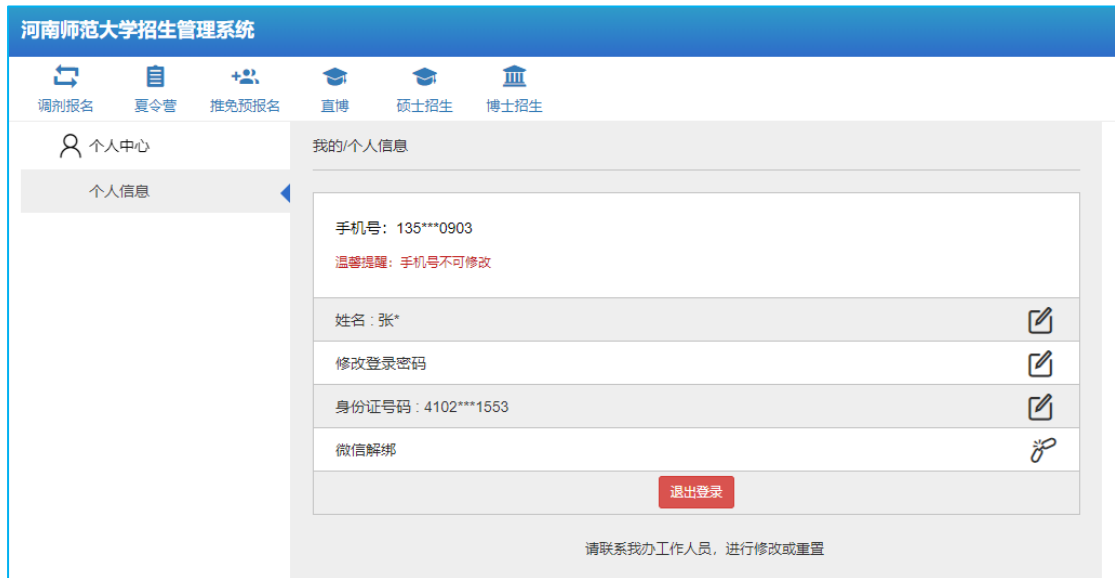 河南师范大学招生管理系统
调剂报名 夏令营 推免预报名 直博 硕士招生 博士招生
个人中心
个人信息
我的/个人信息
手机号：135***0903
温馨提醒：手机号不可修改
姓名 : 张*
修改登录密码
身份证号码 : 4102***1553
微信解绑
退出登录
请联系我办工作人员，进行修改或重置